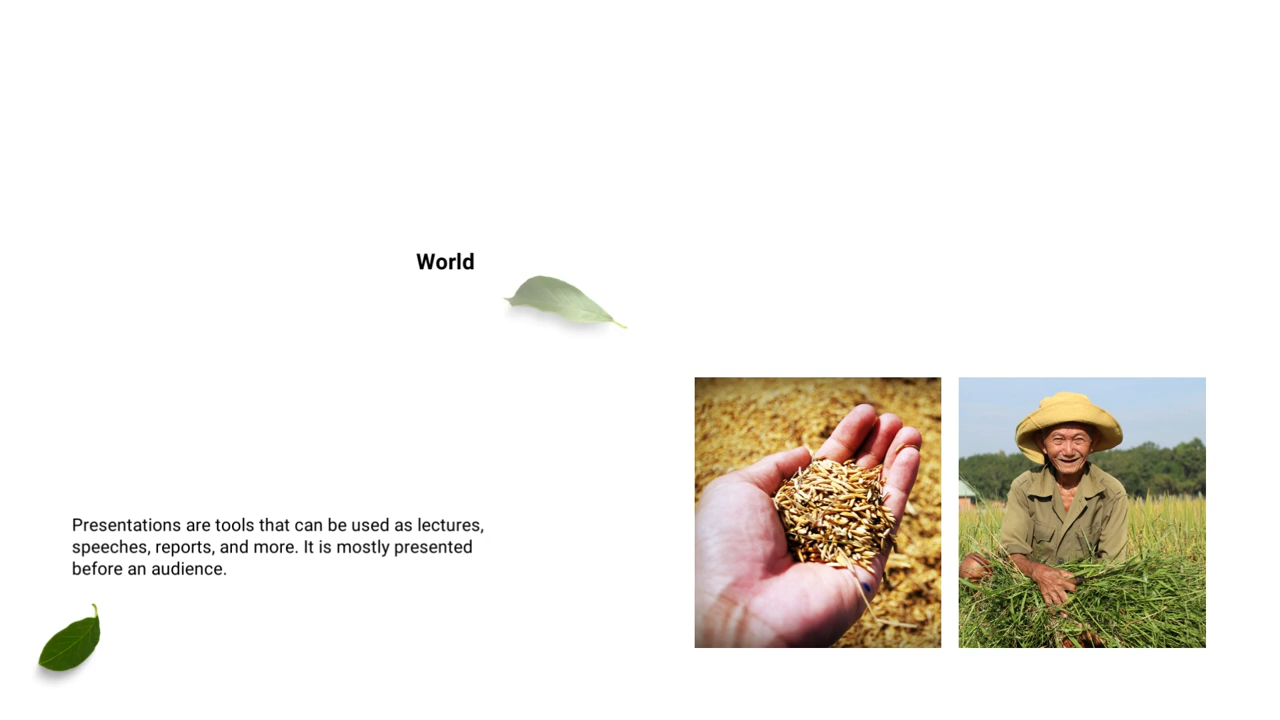 World
Presentations are tools that can be used as lectures,
speeches, reports, and more. It is mostly presented
before an audience.